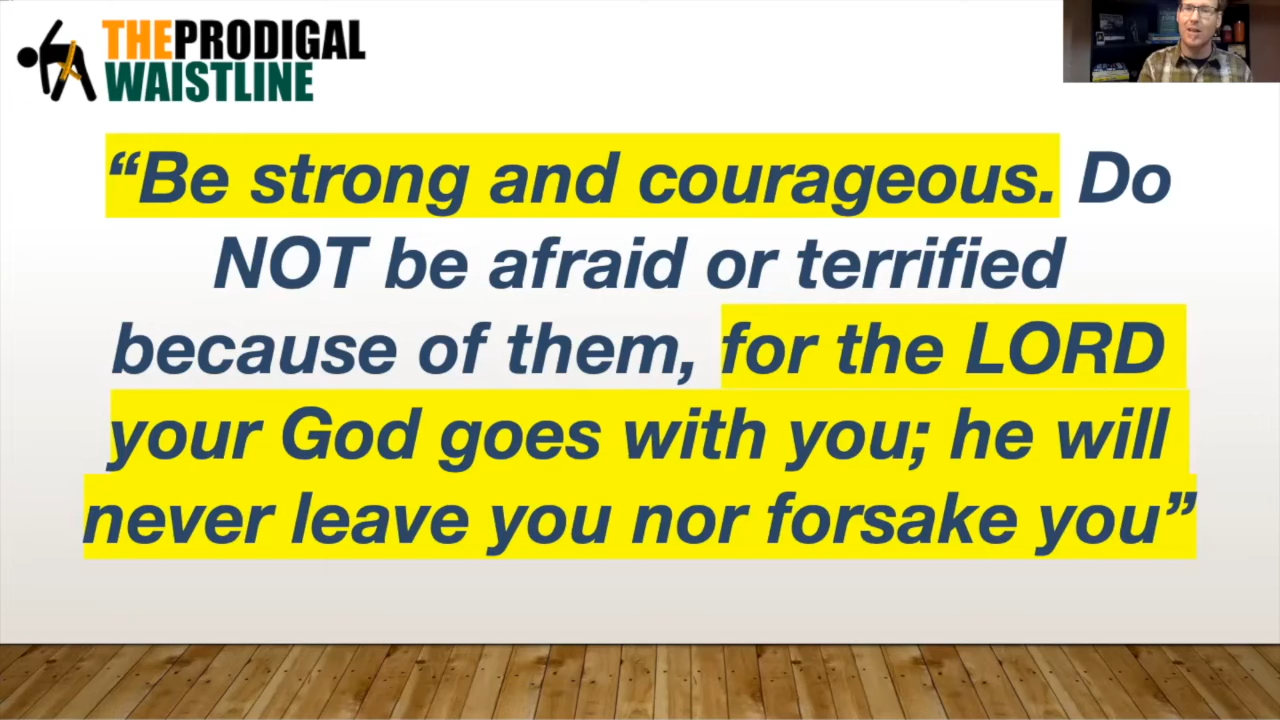 THEPRODIGAL
WAISTLINE
“Be strong and courageous. Do
NOT be afraid or terrified
because of them, for the LORD
your God goes with you; he will
never leave you nor forsake you”